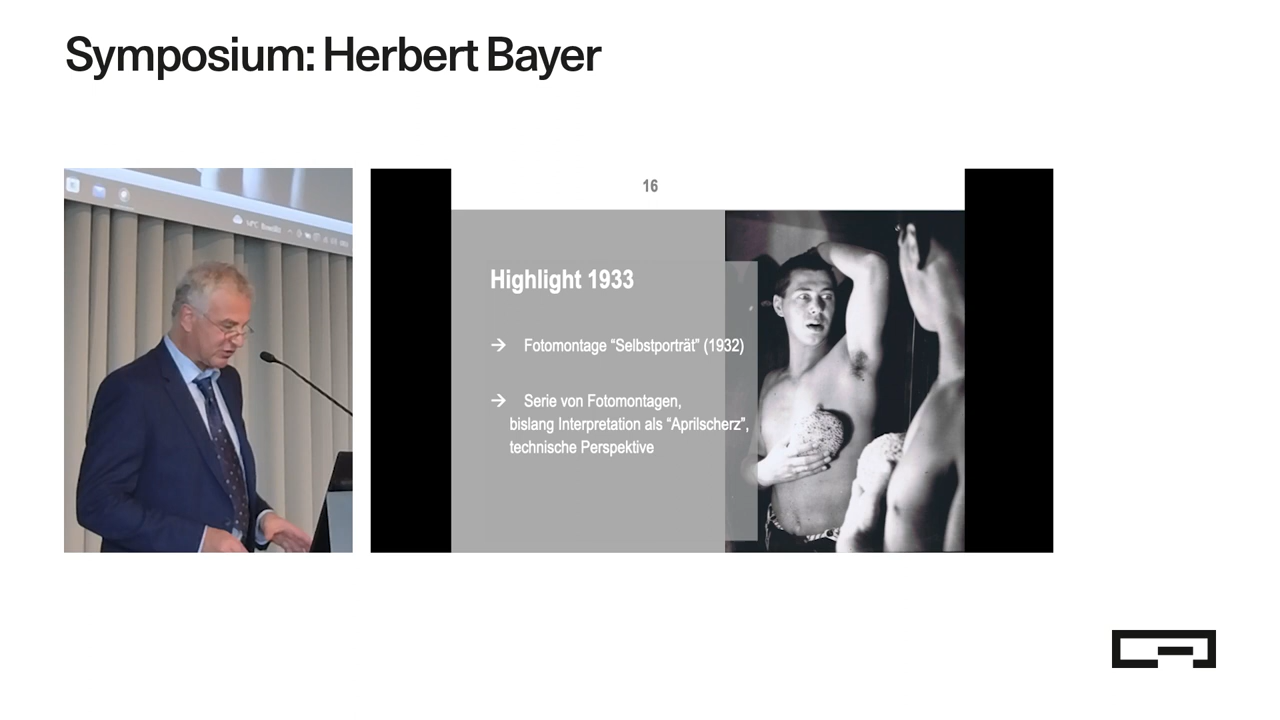 Symposium: Herbert Bayer
16
Highlight 1933
→ Fotomontage “Selbstporträt” (1932)
→ Serie von Fotomontagen,
bislang Interpretation als “Aprilscherz”,
technische Perspektive